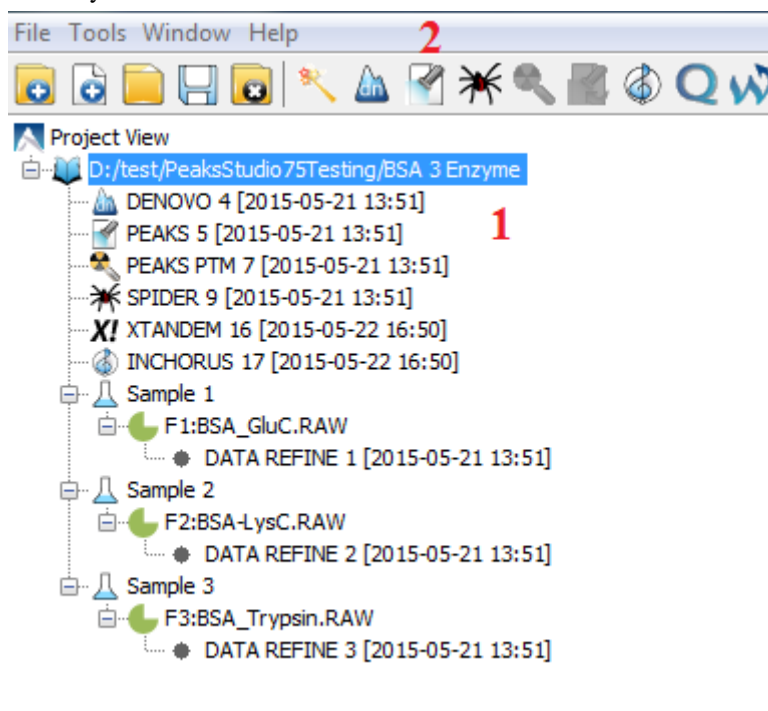 File Tools Window Help
2
dn Q W
Project View
D:/test/PeaksStudio75Testing/BSA 3 Enzyme
DENOVO 4 [2015-05-21 13:51]
1
PEAKS 5 [2015-05-21 13:51]
PEAKS PTM 7 [2015-05-21 13:51]
SPIDER 9 [2015-05-21 13:51]
X! XTANDEM 16 [2015-05-22 16:50]
INCHORUS 17 [2015-05-22 16:50]
Sample 1
F1:BSA_GluC.RAW
DATA REFINE 1 [2015-05-21 13:51]
Sample 2
F2:BSA-LysC.RAW
DATA REFINE 2 [2015-05-21 13:51]
Sample 3
F3:BSA_Trypsin.RAW
DATA REFINE 3 [2015-05-21 13:51]